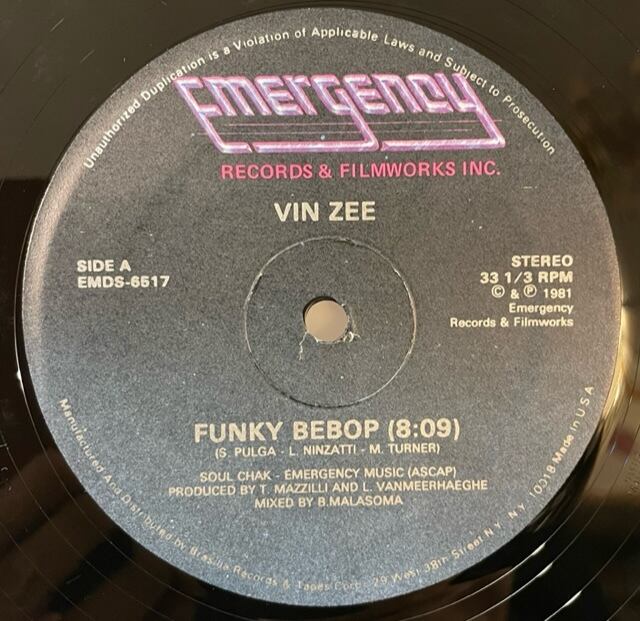 Unauthorized Duplication is a Violation of Applicable Laws and Subject to Prosecution
EMERGENCY
RECORDS & FILMWORKS INC.
VIN ZEE
SIDE A
EMDS-6517
STEREO
33 1/3 RPM
© & ℗ 1981
Emergency
Records & Filmworks
FUNKY BEBOP (8:09)
(S. PULGA - L. NINZATTI - M. TURNER)
SOUL CHAK - EMERGENCY MUSIC (ASCAP)
PRODUCED BY T. MAZZILLI AND L. VANMEERHAEGHE
MIXED BY B.MALASOMA
Manufactured And Distributed by Brasilia Records & Tapes Corp. 29 West 38th Street N.Y. N.Y. 10018 Made in U S A